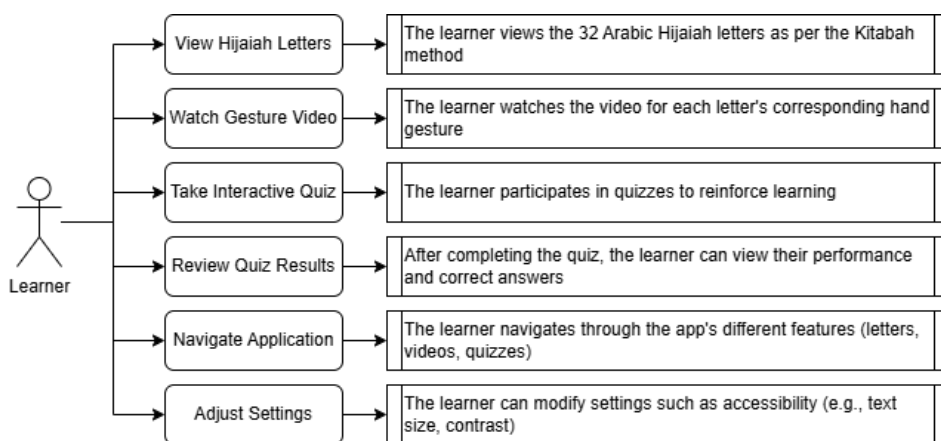 View Hijaiah Letters
The learner views the 32 Arabic Hijaiah letters as per the Kitabah
method
Watch Gesture Video
The learner watches the video for each letter's corresponding hand
gesture
Take Interactive Quiz
The learner participates in quizzes to reinforce learning
Learner
Review Quiz Results
After completing the quiz, the learner can view their performance
and correct answers
Navigate Application
The learner navigates through the app's different features (letters,
videos, quizzes)
Adjust Settings
The learner can modify settings such as accessibility (e.g., text
size, contrast)